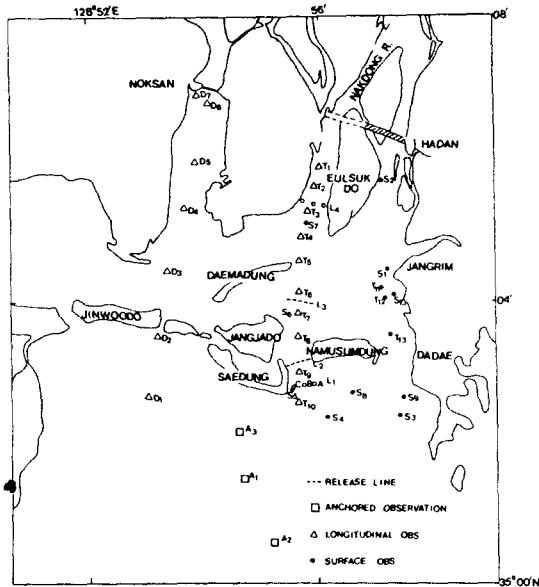 128°52'E
56'
08'
NOKSAN
NAKDONG R.
D7
D6
HADAN
T1
D5
EULSUK DO
S2
T2
L4
D4
T3
S7
T4
T5
JANGRIM
S1
D3
DAEMADUNG
T6
T12
04'
L3
S6
T7
JINWOODO
JANGJADO
T8
T13
D2
NAMUSUMDUNG
DADAE
L2
SAEDUNG
T9
C
B
A
L1
S8
S9
D1
T10
S4
S3
A3
A1
RELEASE LINE
ANCHORED OBSERVATION
LONGITUDINAL OBS
A2
SURFACE OBS
35°00'N